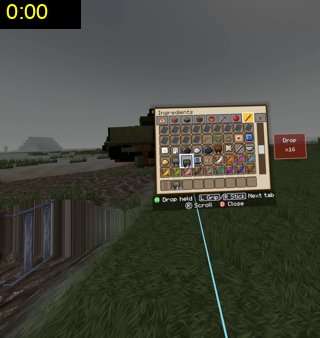 0:00
Ingredients
Drop
x16
A Drop held L Grip/R Stick Next tab
R Scroll B Close